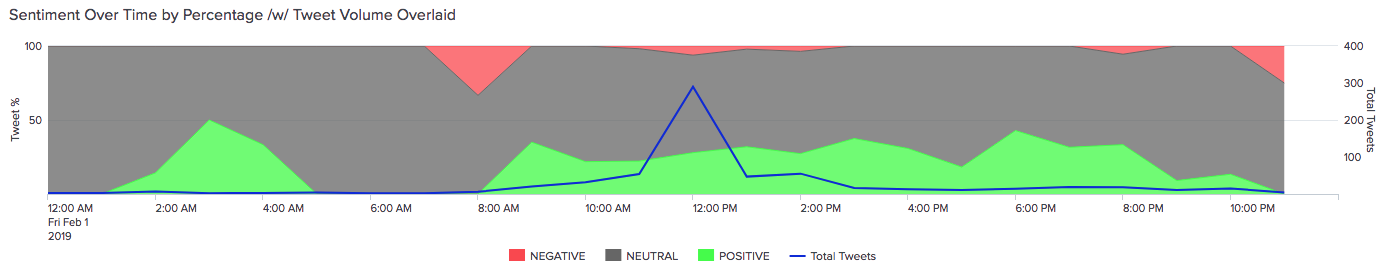 Sentiment Over Time by Percentage /w/ Tweet Volume Overlaid
100
50
Tweet %
400
300
200
100
Total Tweets
12:00 AM 2:00 AM 4:00 AM 6:00 AM 8:00 AM 10:00 AM 12:00 PM 2:00 PM 4:00 PM 6:00 PM 8:00 PM 10:00 PM
Fri Feb 1
2019
NEGATIVE NEUTRAL POSITIVE Total Tweets